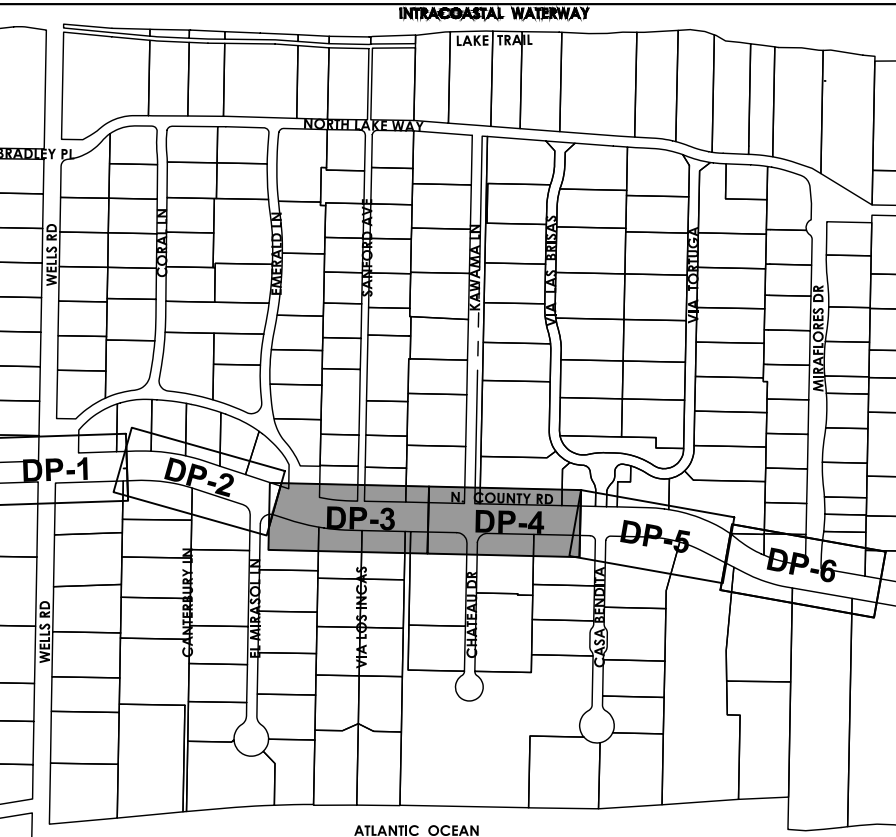 INTRACOASTAL WATERWAY
LAKE TRAIL
NORTH LAKE WAY
BRADLEY PL
WELLS RD
CORAL LN
EMERALD LN
SANFORD AVE
KAWAMA LN
VIA LAS BRISAS
VIA TORTUGA
MIRAFLORES DR
DP-1
DP-2
DP-3
N. COUNTY RD
DP-4
DP-5
DP-6
WELLS RD
CANTERBURY LN
EL MIRASOL LN
VIA LOS INCAS
CHATEAU DR
CASA BENDITA
ATLANTIC OCEAN